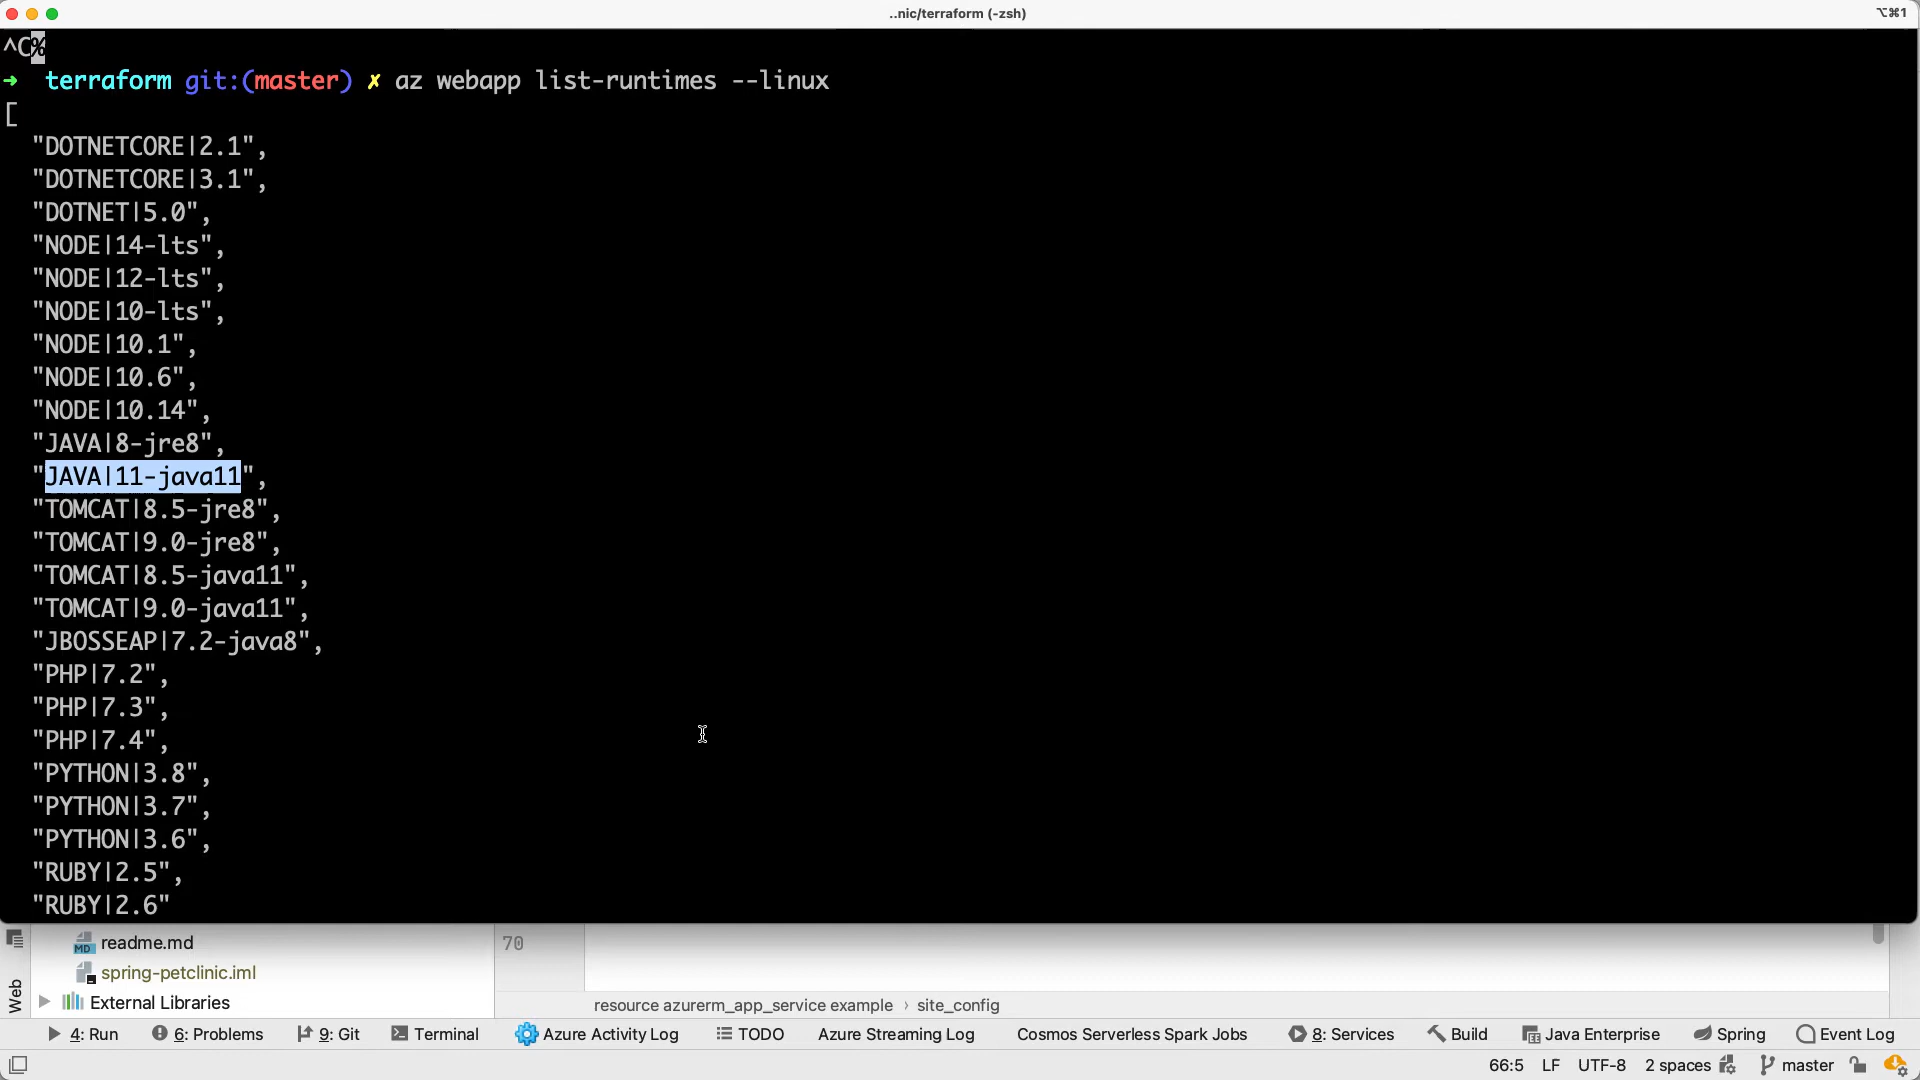 ..nic/terraform (-zsh)
⌥⌘1
^C%
➜ terraform git:(master) ✗ az webapp list-runtimes --linux
[
"DOTNETCORE|2.1",
"DOTNETCORE|3.1",
"DOTNET|5.0",
"NODE|14-lts",
"NODE|12-lts",
"NODE|10-lts",
"NODE|10.1",
"NODE|10.6",
"NODE|10.14",
"JAVA|8-jre8",
"JAVA|11-java11",
"TOMCAT|8.5-jre8",
"TOMCAT|9.0-jre8",
"TOMCAT|8.5-java11",
"TOMCAT|9.0-java11",
"JBOSSEAP|7.2-java8",
"PHP|7.2",
"PHP|7.3",
"PHP|7.4",
"PYTHON|3.8",
"PYTHON|3.7",
"PYTHON|3.6",
"RUBY|2.5",
"RUBY|2.6"
MD readme.md
70
spring-petclinic.iml
Web
External Libraries
resource azurerm_app_service example › site_config
4: Run
6: Problems
9: Git
Terminal
Azure Activity Log
TODO
Azure Streaming Log
Cosmos Serverless Spark Jobs
8: Services
Build
Java Enterprise
Spring
Event Log
66:5 LF UTF-8 2 spaces master